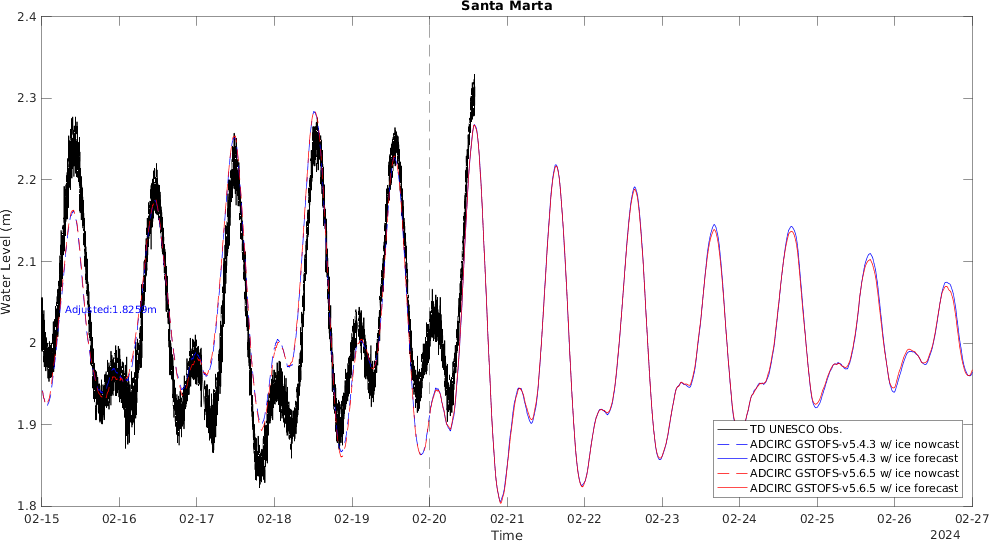 Santa Marta
2.4
2.3
2.2
2.1
2
1.9
1.8
Water Level (m)
Adjusted:1.8259m
TD UNESCO Obs.
ADCIRC GSTOFS-v5.4.3 w/ ice nowcast
ADCIRC GSTOFS-v5.4.3 w/ ice forecast
ADCIRC GSTOFS-v5.6.5 w/ ice nowcast
ADCIRC GSTOFS-v5.6.5 w/ ice forecast
02-15 02-16 02-17 02-18 02-19 02-20 02-21 02-22 02-23 02-24 02-25 02-26 02-27
Time
2024